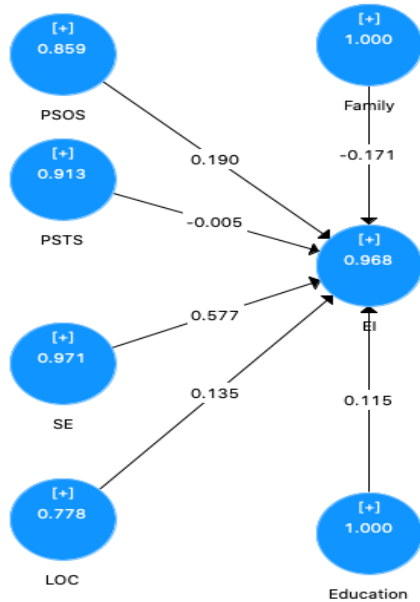 [+]
0.859
PSOS
[+]
1.000
Family
0.190
-0.171
[+]
0.913
PSTS
-0.005
[+]
0.968
EI
0.577
[+]
0.971
SE
0.135
0.115
[+]
0.778
LOC
[+]
1.000
Education